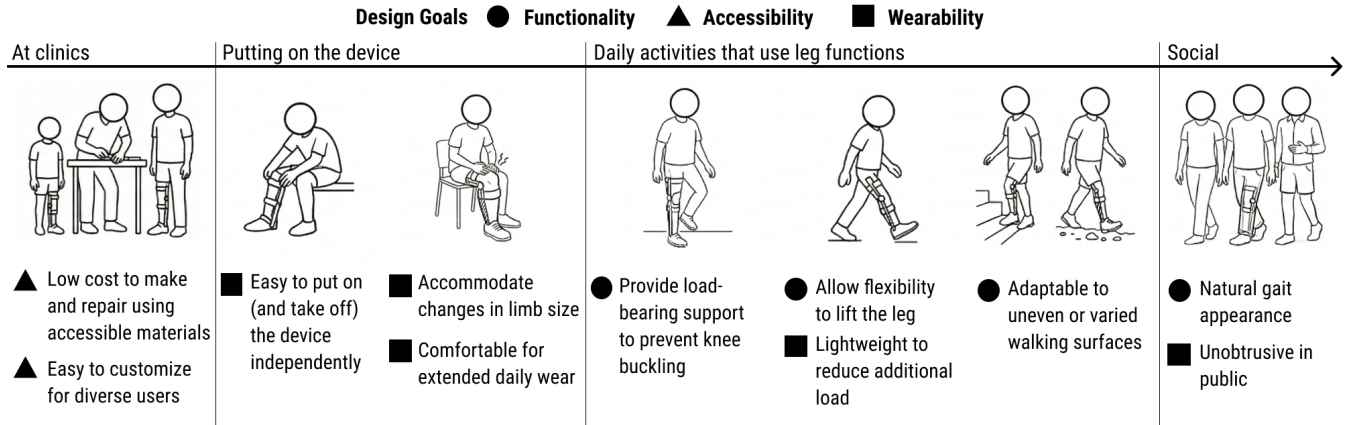 Design Goals Functionality Accessibility Wearability
At clinics
Putting on the device
Daily activities that use leg functions
Social
Low cost to make
and repair using
accessible materials
Easy to customize
for diverse users
Easy to put on
(and take off)
the device
independently
Accommodate
changes in limb size
Comfortable for
extended daily wear
Provide load-
bearing support
to prevent knee
buckling
Allow flexibility
to lift the leg
Lightweight to
reduce additional
load
Adaptable to
uneven or varied
walking surfaces
Natural gait
appearance
Unobtrusive in
public